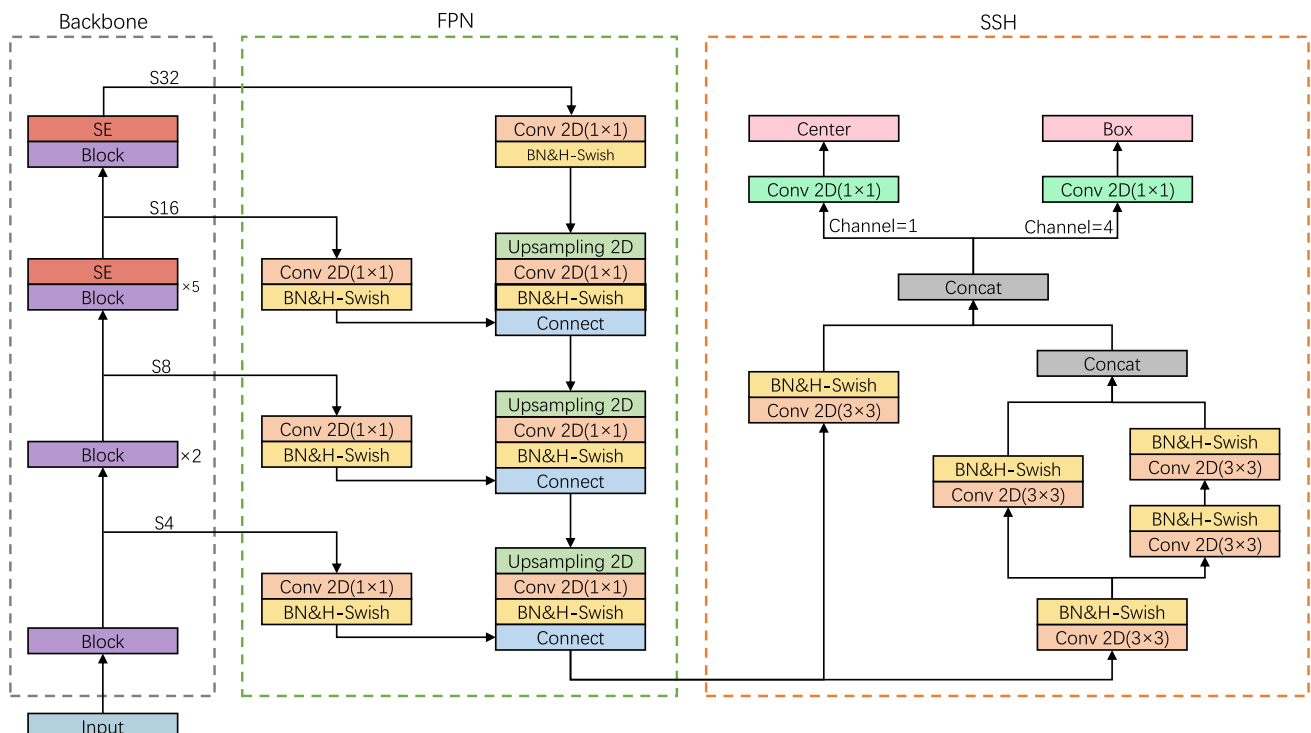 Backbone
FPN
SSH
S32
SE
Block
S16
SE
Block
×5
S8
Block
×2
S4
Block
Input
Conv 2D(1×1)
BN&H-Swish
Conv 2D(1×1)
BN&H-Swish
Upsampling 2D
Conv 2D(1×1)
BN&H-Swish
Connect
Conv 2D(1×1)
BN&H-Swish
Upsampling 2D
Conv 2D(1×1)
BN&H-Swish
Connect
Conv 2D(1×1)
BN&H-Swish
Upsampling 2D
Conv 2D(1×1)
BN&H-Swish
Connect
Center
Box
Conv 2D(1×1)
Conv 2D(1×1)
Channel=1
Channel=4
Concat
Concat
BN&H-Swish
Conv 2D(3×3)
BN&H-Swish
Conv 2D(3×3)
BN&H-Swish
Conv 2D(3×3)
BN&H-Swish
Conv 2D(3×3)
BN&H-Swish
Conv 2D(3×3)